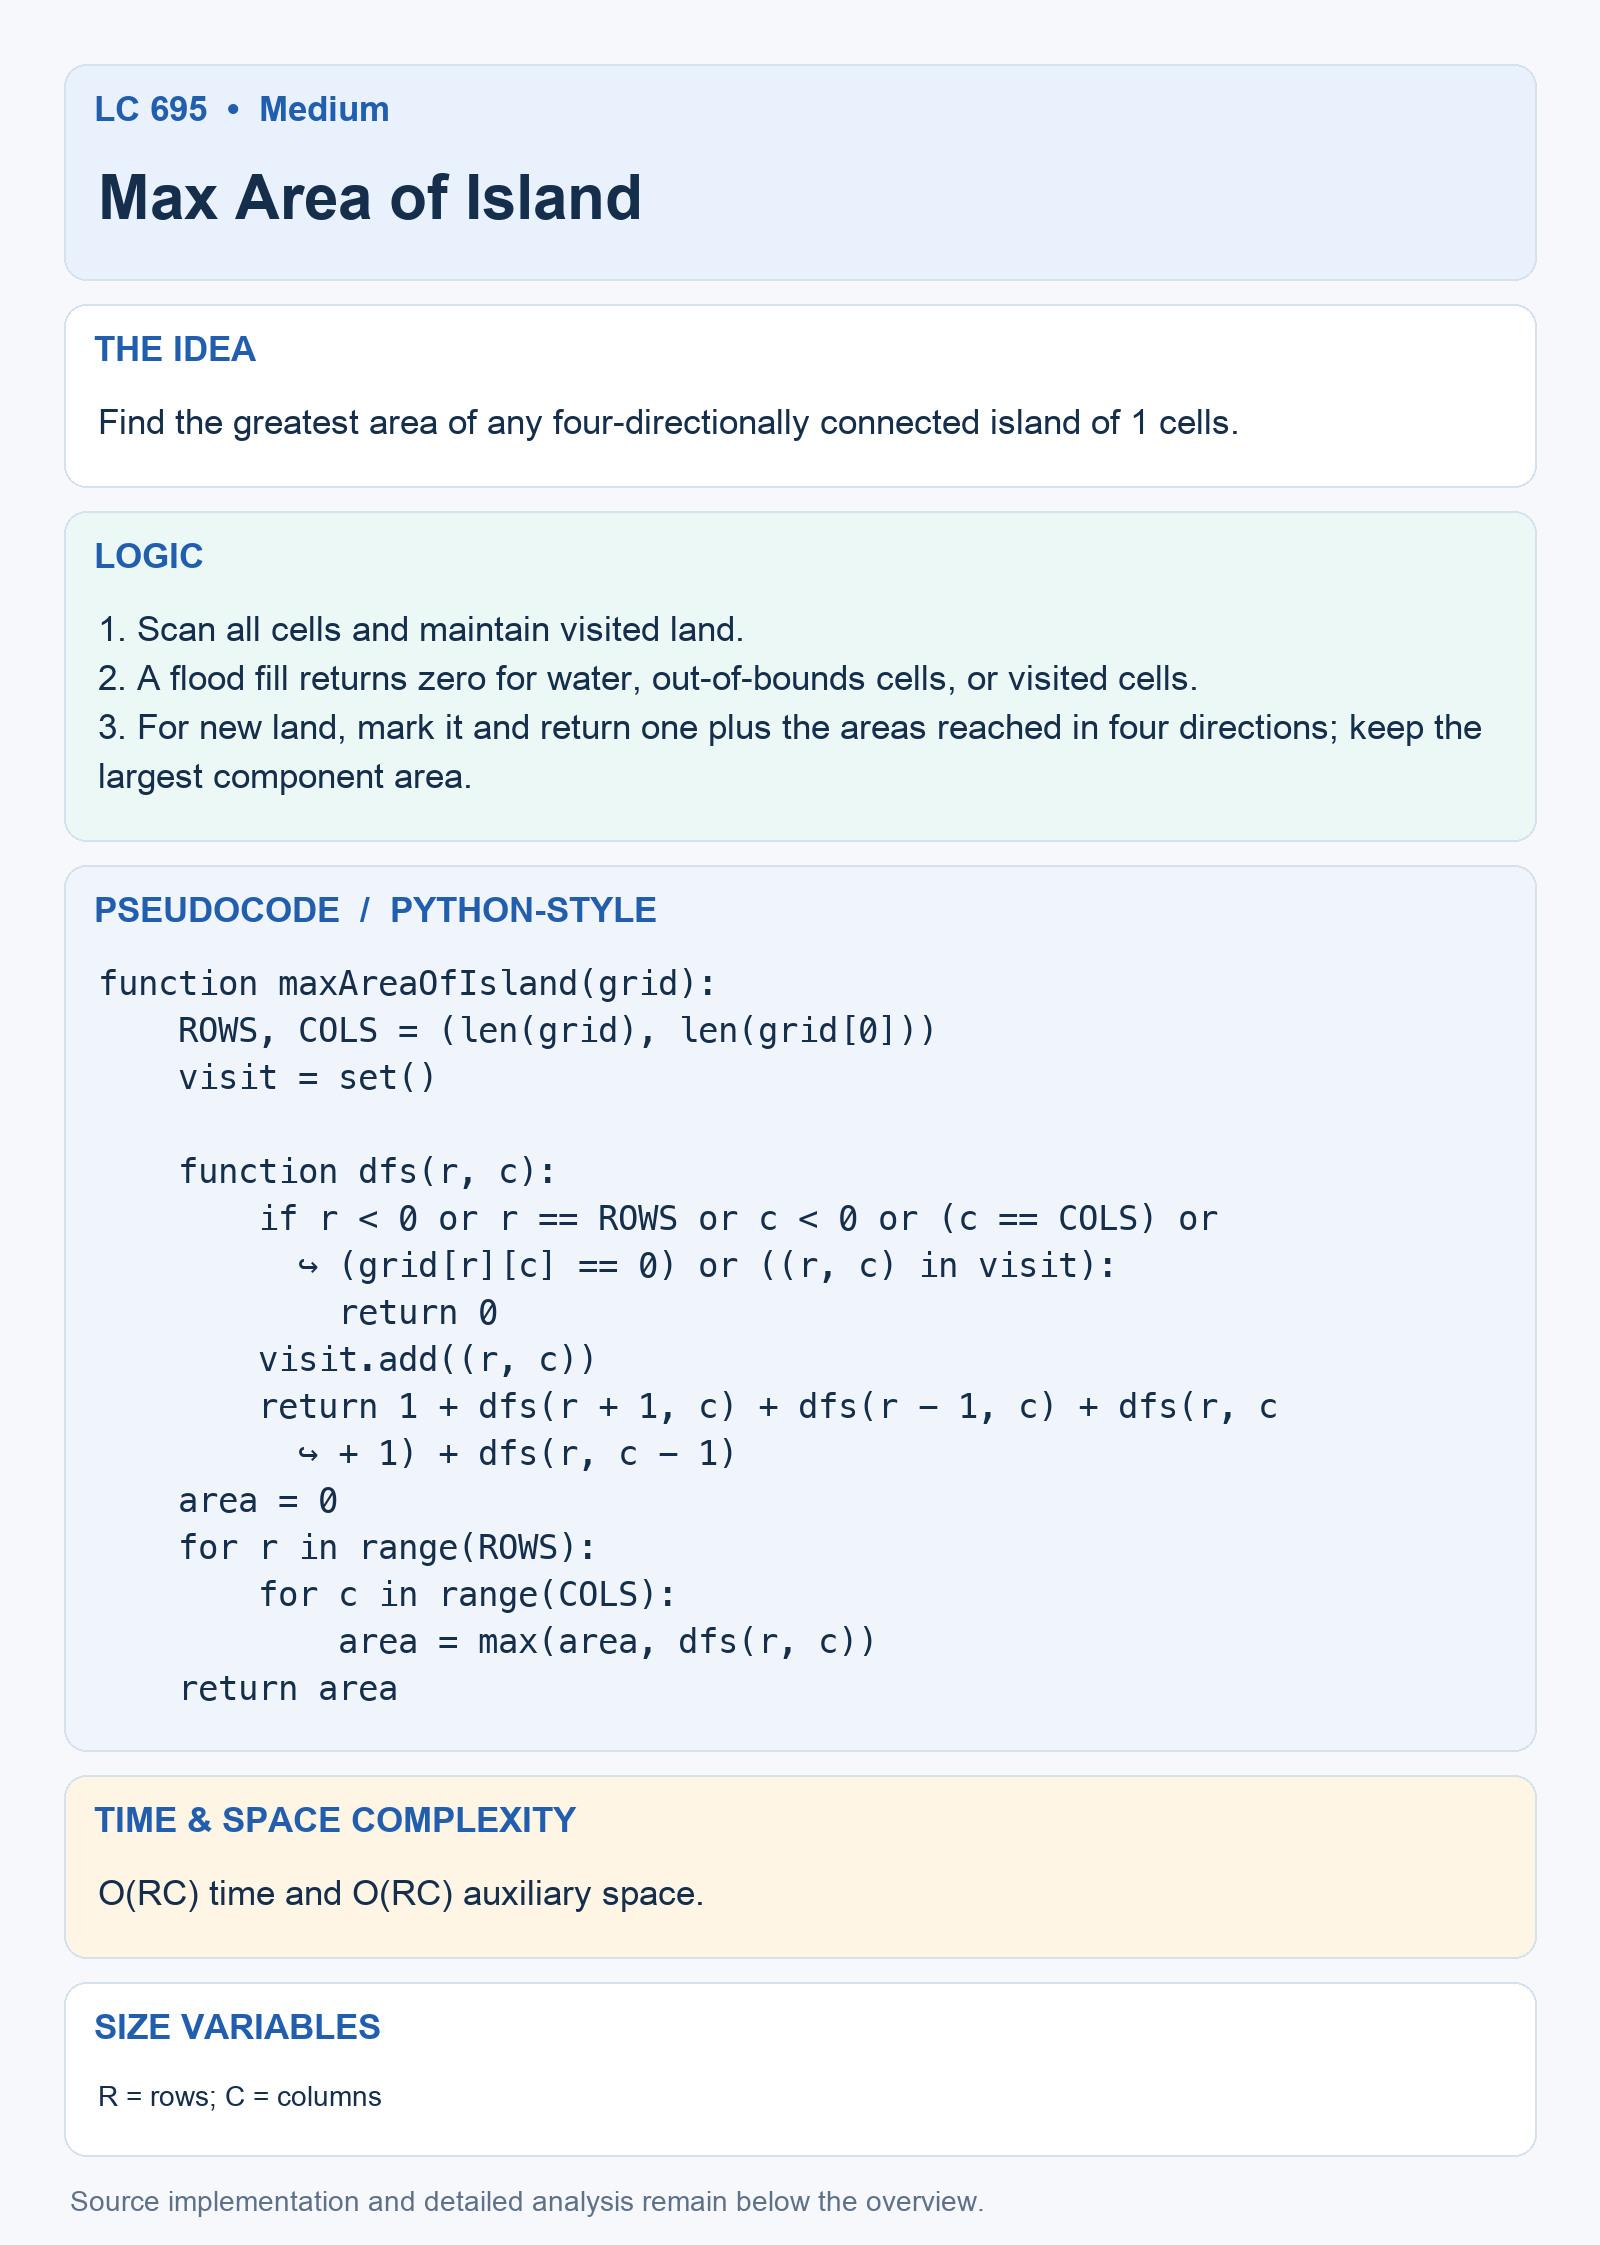 LC 695 • Medium
Max Area of Island
THE IDEA
Find the greatest area of any four-directionally connected island of 1 cells.
LOGIC
1. Scan all cells and maintain visited land.
2. A flood fill returns zero for water, out-of-bounds cells, or visited cells.
3. For new land, mark it and return one plus the areas reached in four directions; keep the
largest component area.
PSEUDOCODE / PYTHON-STYLE
function maxAreaOfIsland(grid):
    ROWS, COLS = (len(grid), len(grid[0]))
    visit = set()

    function dfs(r, c):
        if r < 0 or r == ROWS or c < 0 or (c == COLS) or
          ↪ (grid[r][c] == 0) or ((r, c) in visit):
            return 0
        visit.add((r, c))
        return 1 + dfs(r + 1, c) + dfs(r − 1, c) + dfs(r, c
          ↪ + 1) + dfs(r, c − 1)
    area = 0
    for r in range(ROWS):
        for c in range(COLS):
            area = max(area, dfs(r, c))
    return area
TIME & SPACE COMPLEXITY
O(RC) time and O(RC) auxiliary space.
SIZE VARIABLES
R = rows; C = columns
Source implementation and detailed analysis remain below the overview.